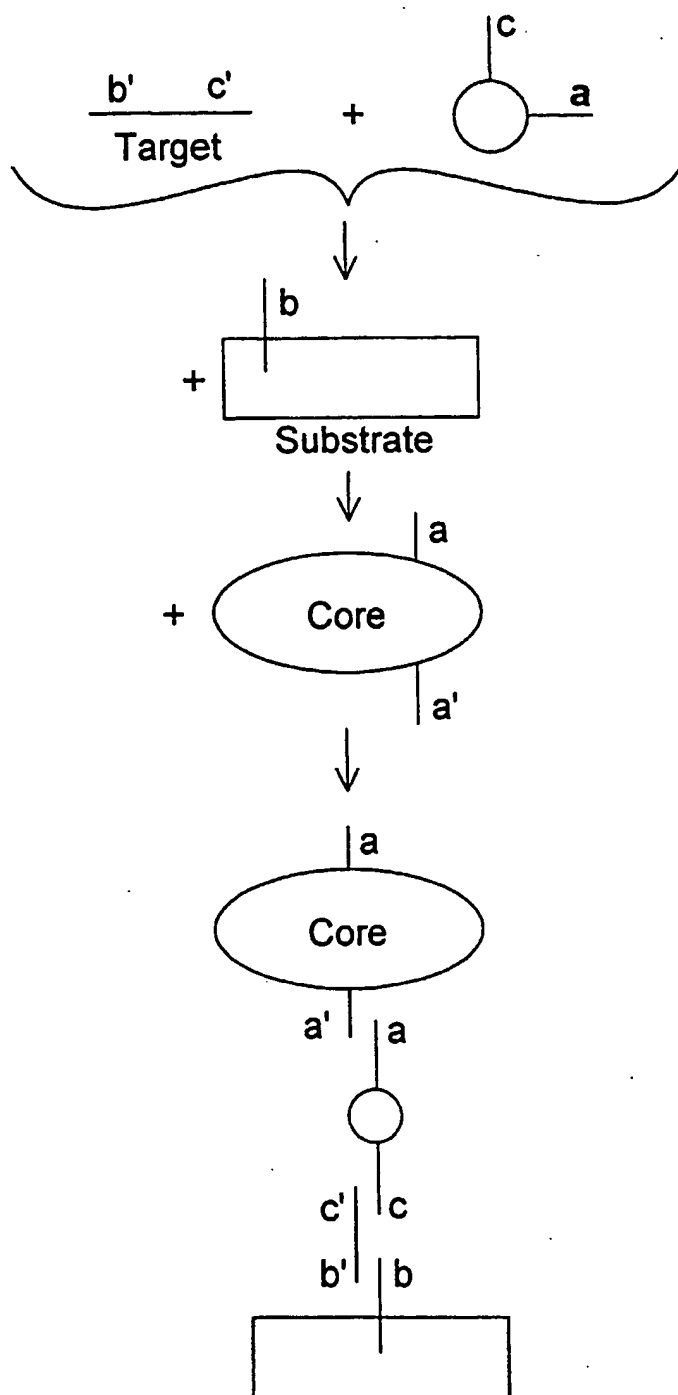 c
b' c' + a
Target
b
+
Substrate
a
+ Core
a'
a
Core
a' a
c' c
b' b